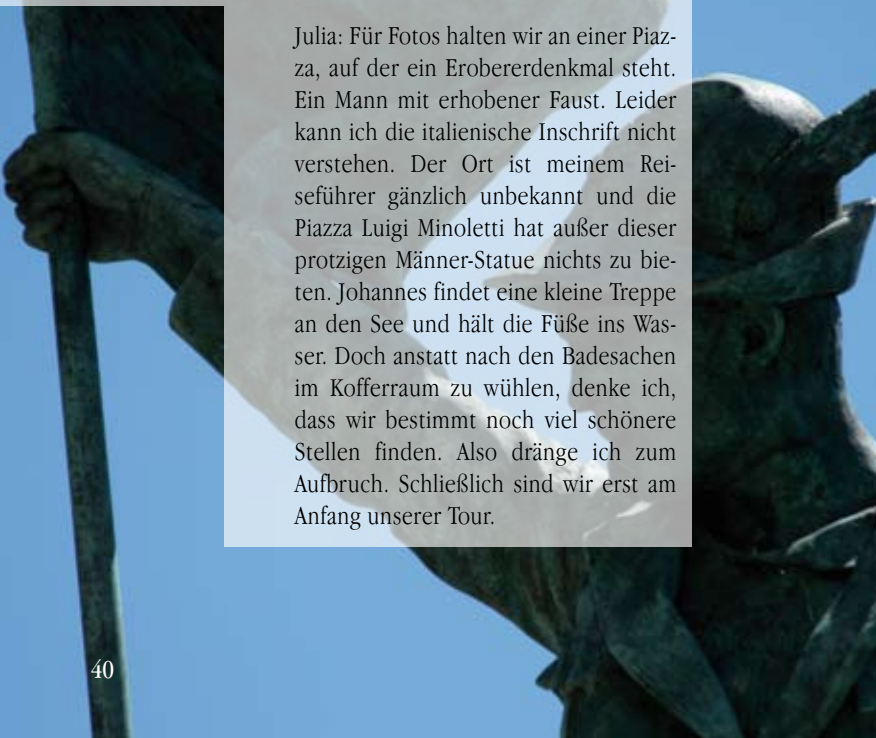 Julia: Für Fotos halten wir an einer Piaz-
za, auf der ein Erobererdenkmal steht.
Ein Mann mit erhobener Faust. Leider
kann ich die italienische Inschrift nicht
verstehen. Der Ort ist meinem Rei-
seführer gänzlich unbekannt und die
Piazza Luigi Minoletti hat außer dieser
protzigen Männer-Statue nichts zu bie-
ten. Johannes findet eine kleine Treppe
an den See und hält die Füße ins Was-
ser. Doch anstatt nach den Badesachen
im Kofferraum zu wühlen, denke ich,
dass wir bestimmt noch viel schönere
Stellen finden. Also dränge ich zum
Aufbruch. Schließlich sind wir erst am
Anfang unserer Tour.
40